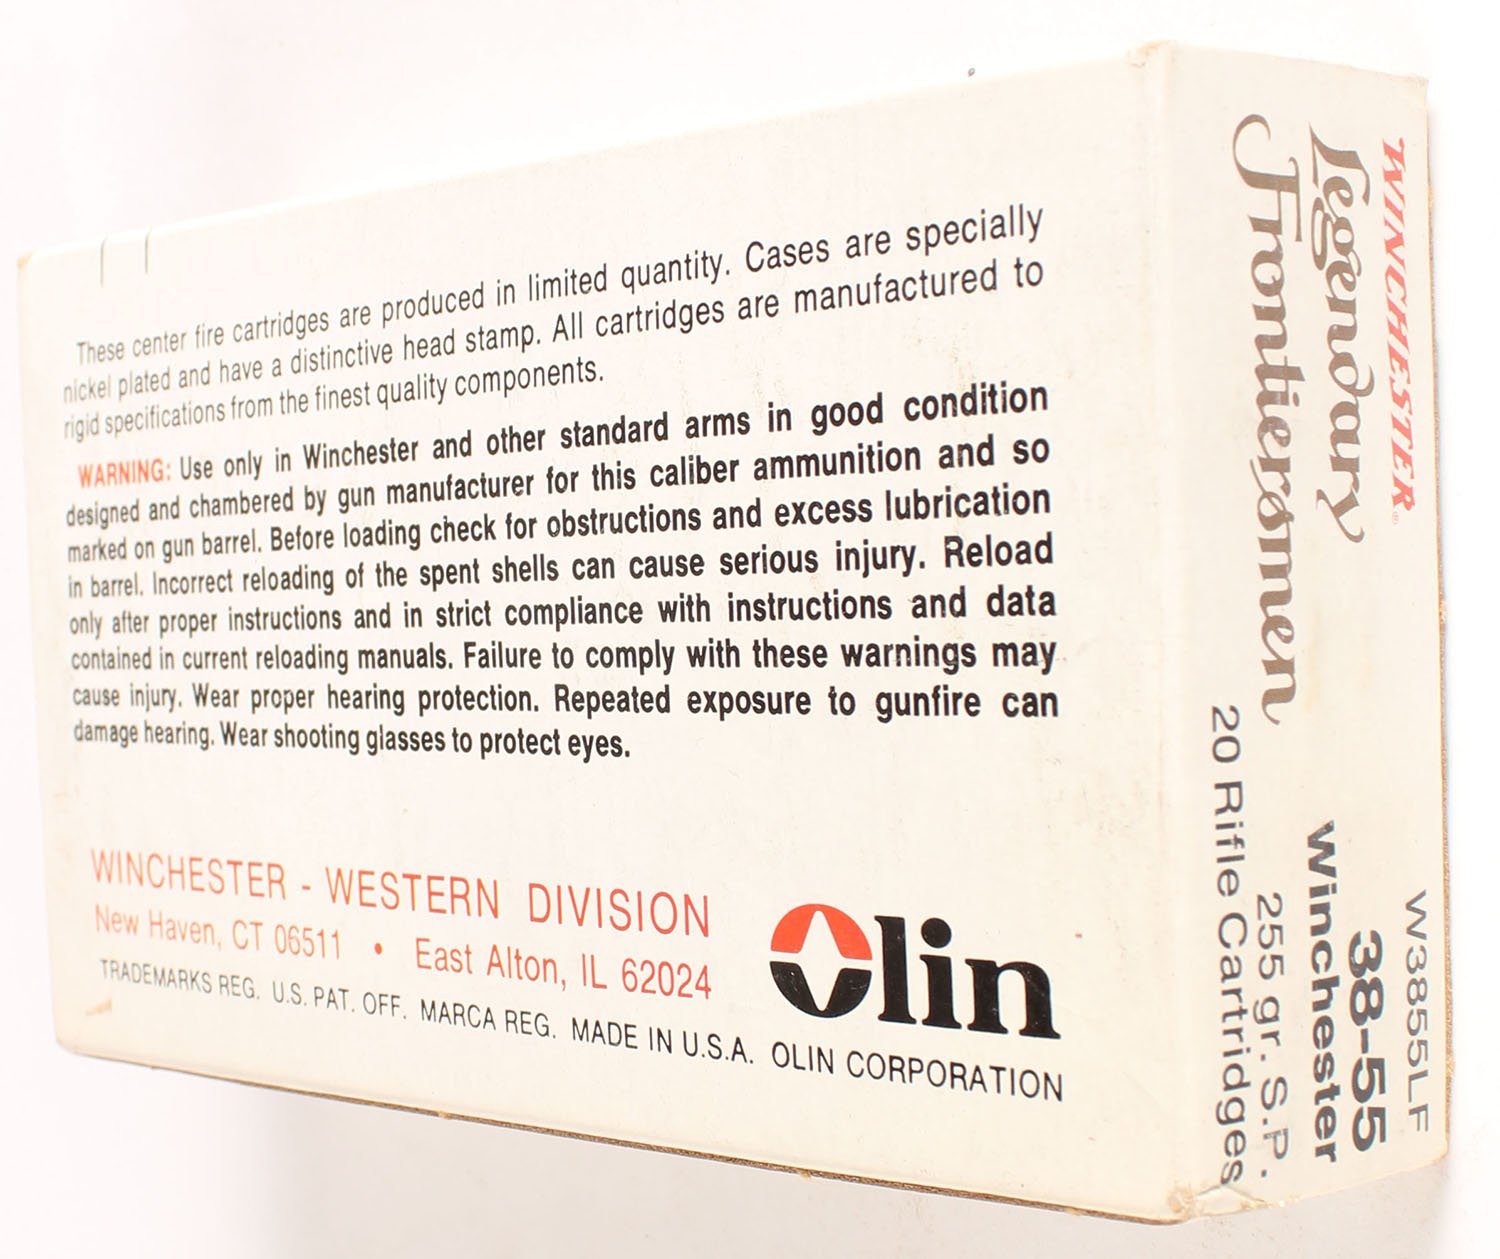 These center fire cartridges are produced in limited quantity. Cases are specially
nickel plated and have a distinctive head stamp. All cartridges are manufactured to
rigid specifications from the finest quality components.
WARNING: Use only in Winchester and other standard arms in good condition
designed and chambered by gun manufacturer for this caliber ammunition and so
marked on gun barrel. Before loading check for obstructions and excess lubrication
in barrel. Incorrect reloading of the spent shells can cause serious injury. Reload
only after proper instructions and in strict compliance with instructions and data
contained in current reloading manuals. Failure to comply with these warnings may
cause injury. Wear proper hearing protection. Repeated exposure to gunfire can
damage hearing. Wear shooting glasses to protect eyes.
WINCHESTER - WESTERN DIVISION
New Haven, CT 06511 • East Alton, IL 62024
Olin
TRADEMARKS REG. U.S. PAT. OFF. MARCA REG. MADE IN U.S.A. OLIN CORPORATION
WINCHESTER®
Legendary
Frontiersmen
W3855LF
38-55
Winchester
255 gr. S.P.
20 Rifle Cartridges